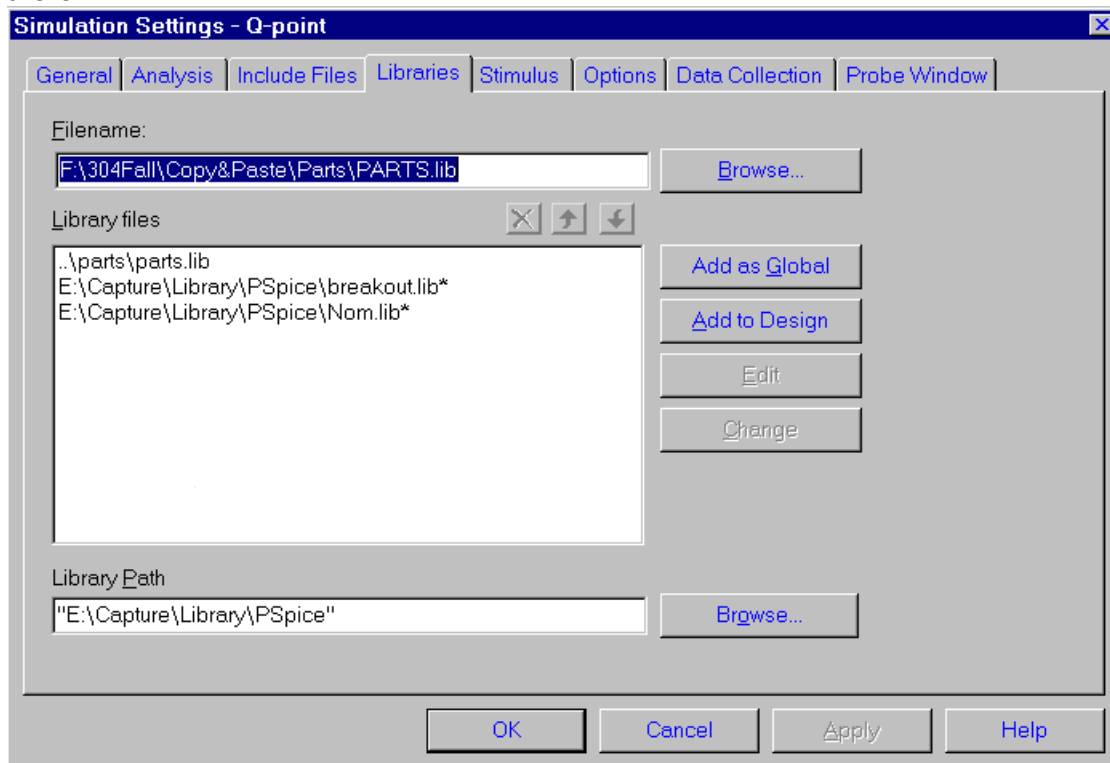 Simulation Settings - Q-point
General Analysis Include Files Libraries Stimulus Options Data Collection Probe Window
Filename:
F:\304Fall\Copy&Paste\Parts\PARTS.lib
Browse...
Library files
..\parts\parts.lib
E:\Capture\Library\PSpice\breakout.lib*
E:\Capture\Library\PSpice\Nom.lib*
Add as Global
Add to Design
Edit
Change
Library Path
"E:\Capture\Library\PSpice"
Browse...
OK Cancel Apply Help